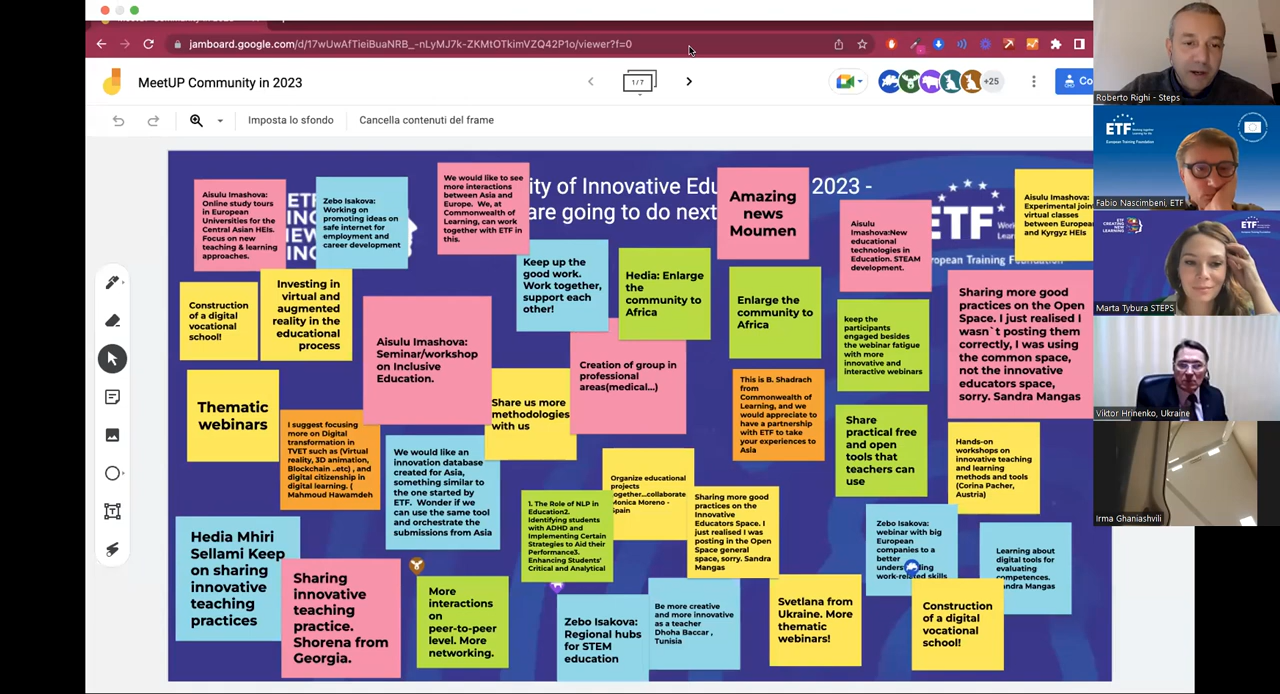 jamboard.google.com/d/17wUwAfTieiBuaNRB_-nLyMJ7k-ZKMtOTkimVZQ42P1o/viewer?f=0
MeetUP Community in 2023
1/7
+25
Co
Imposta lo sfondo
Cancella contenuti del frame
ity of Innovative Edu
2023 -
are going to do next
ETF
European Training Foundation
Aisulu Imashova:
Online study tours
in European
Universities for the
Central Asian HEIs.
Focus on new
teaching & learning
approaches.
Zebo Isakova:
Working on
promoting ideas on
safe internet for
employment and
career development
We would like to see
more interactions
between Asia and
Europe. We, at
Commonwealth of
Learning, can work
together with ETF in
this.
Amazing
news
Moumen
Aisulu
Imashova:New
educational
technologies in
Education. STEAM
development.
Aisulu Imashova:
Experimental join
virtual classes
between European
and Kyrgyz HEIs
Construction
of a digital
vocational
school!
Investing in
virtual and
augmented
reality in the
educational
process
Keep up the
good work.
Work together,
support each
other!
Hedia: Enlarge
the
community to
Africa
Enlarge the
community to
Africa
keep the
participants
engaged besides
the webinar fatigue
with more
innovative and
interactive webinars
Sharing more good
practices on the Open
Space. I just realised I
wasn`t posting them
correctly, I was using
the common space,
not the innovative
educators space,
sorry. Sandra Mangas
Aisulu Imashova:
Seminar/workshop
on Inclusive
Education.
Creation of group in
professional
areas(medical...)
Thematic
webinars
I suggest focusing
more on Digital
transformation in
TVET such as (Virtual
reality, 3D animation,
Blockchain ..etc) , and
digital citizenship in
digital learning. (
Mahmoud Hawamdeh
Share us more
methodologies
with us
This is B. Shadrach
from
Commonwealth of
Learning, and we
would appreciate to
have a partnership
with ETF to take
your experiences to
Asia
Share
practical free
and open
tools that
teachers can
use
Hands-on
workshops on
innovative teaching
and learning
methods and tools
(Corina Pacher,
Austria)
We would like an
innovation database
created for Asia,
something similar to
the one started by
ETF. Wonder if we
can use the same tool
and orchestrate the
submissions from Asia
Organize educational
projects
together...collaborate
Monica Moreno -
Spain
1. The Role of NLP in
Education2.
Identifying students
with ADHD and
Implementing Certain
Strategies to Aid their
Performance3.
Enhancing Students'
Critical and Analytical
Sharing more good
practices on the
Innovative
Educators Space. I
just realised I was
posting in the Open
Space general
space, sorry. Sandra
Mangas
Zebo Isakova:
webinar with big
European
companies to a
better
work-related skills
Learning about
digital tools for
evaluating
competences.
Sandra Mangas
Hedia Mhiri
Sellami Keep
on sharing
innovative
teaching
practices
Sharing
innovative
teaching
practice.
Shorena from
Georgia.
More
interactions
on
peer-to-peer
level. More
networking.
Zebo Isakova:
Regional hubs
for STEM
education
Be more creative
and more innovative
as a teacher
Dhoha Baccar ,
Tunisia
Svetlana from
Ukraine. More
thematic
webinars!
Construction
of a digital
vocational
school!
Roberto Righi - Steps
ETF
European Training Foundation
Fabio Nascimbeni, ETF
ETF
Marta Tybura STEPS
Viktor Hrinenko, Ukraine
Irma Ghaniashvili